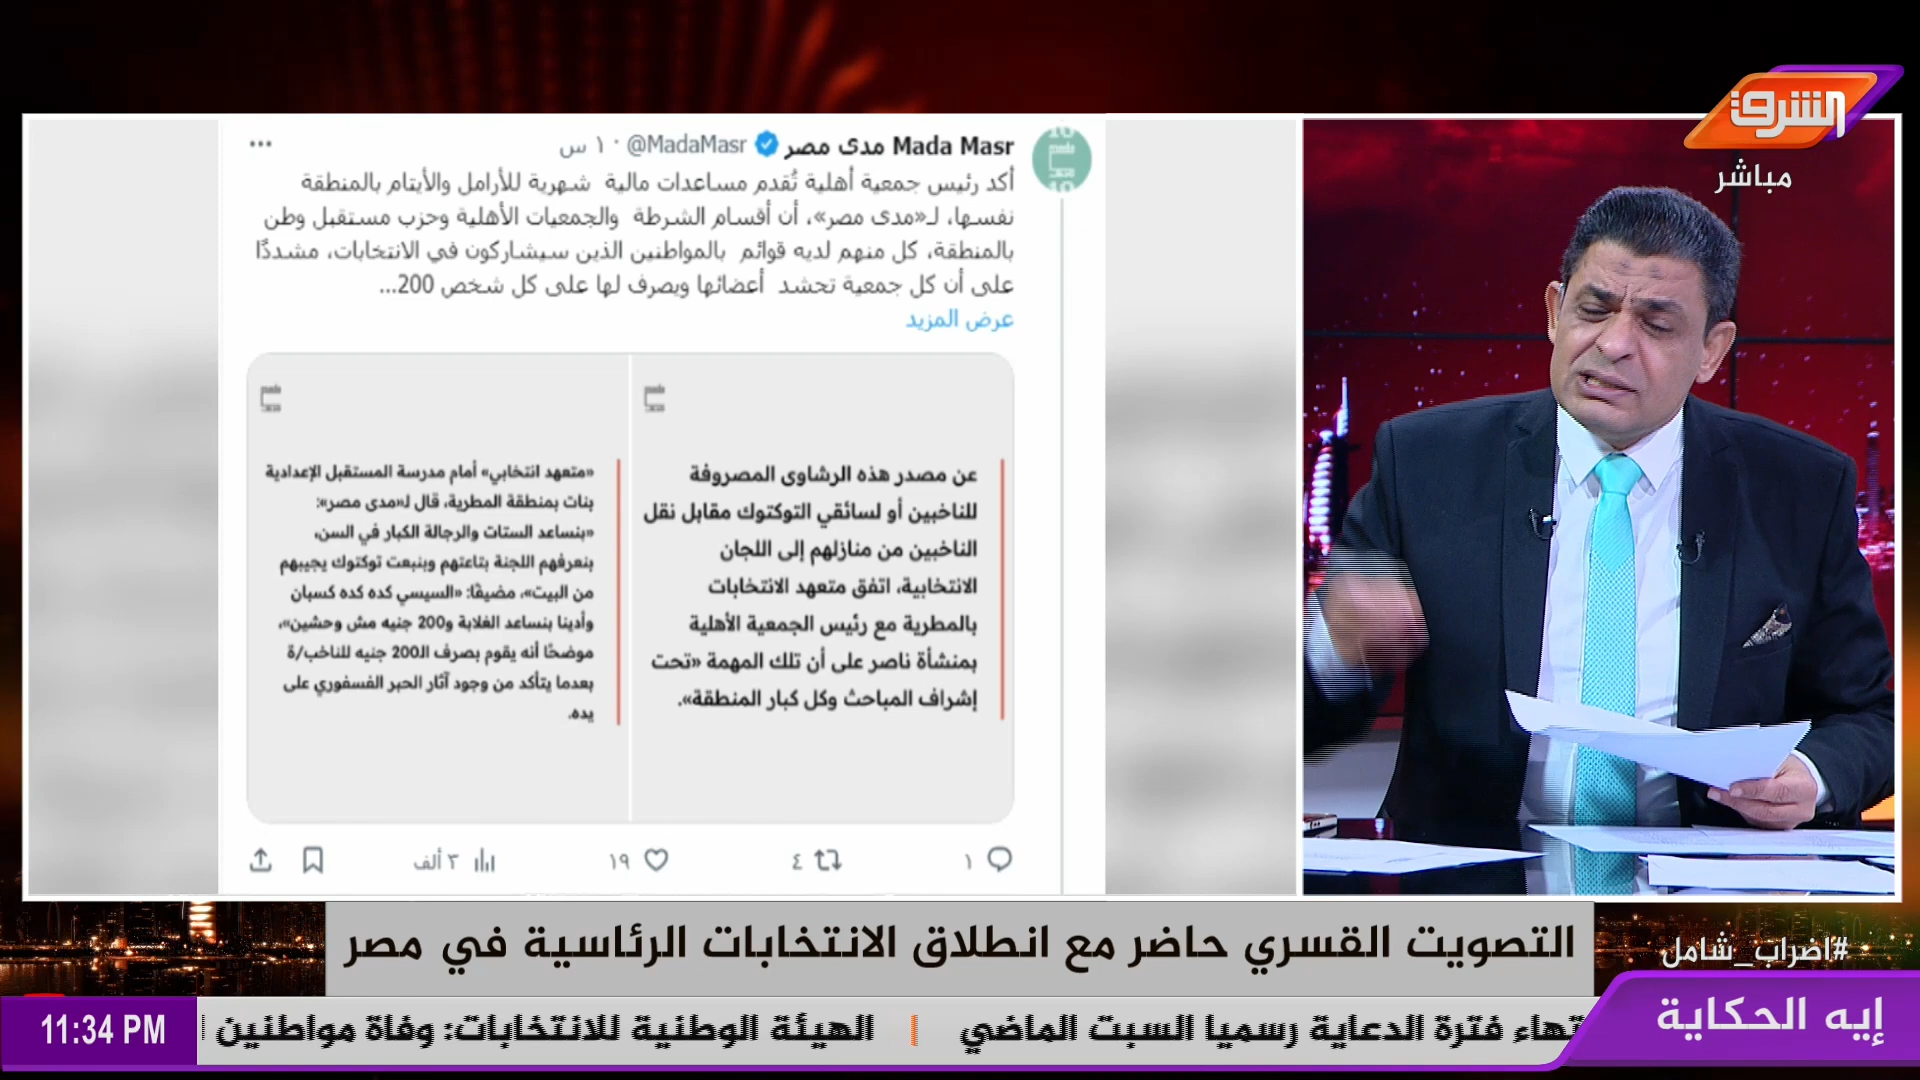 الشرق
مباشر
Mada Masr مدى مصر @MadaMasr · ١ س
أكد رئيس جمعية أهلية تُقدم مساعدات مالية شهرية للأرامل والأيتام بالمنطقة
نفسها، لـ«مدى مصر»، أن أقسام الشرطة والجمعيات الأهلية وحزب مستقبل وطن
بالمنطقة، كل منهم لديه قوائم بالمواطنين الذين سيشاركون في الانتخابات، مشددًا
على أن كل جمعية تحشد أعضائها ويصرف لها على كل شخص 200...
عرض المزيد
عن مصدر هذه الرشاوى المصروفة
للناخبين أو لسائقي التوكتوك مقابل نقل
الناخبين من منازلهم إلى اللجان
الانتخابية، اتفق متعهد الانتخابات
بالمطرية مع رئيس الجمعية الأهلية
بمنشأة ناصر على أن تلك المهمة «تحت
إشراف المباحث وكل كبار المنطقة».
«متعهد انتخابي» أمام مدرسة المستقبل الإعدادية
بنات بمنطقة المطرية، قال لـ«مدى مصر»:
«بنساعد الستات والرجالة الكبار في السن،
بنعرفهم اللجنة بتاعتهم وبنبعت توكتوك يجيبهم
من البيت»، مضيفًا: «السيسي كده كده كسبان
وأدينا بنساعد الغلابة و200 جنيه مش وحشين»،
موضحًا أنه يقوم بصرف الـ200 جنيه للناخب/ة
بعدما يتأكد من وجود آثار الحبر الفسفوري على
يده.
١
٤
١٩
٣ ألف
التصويت القسري حاضر مع انطلاق الانتخابات الرئاسية في مصر
#اضراب_شامل
إيه الحكاية
تهاء فترة الدعاية رسميا السبت الماضي | الهيئة الوطنية للانتخابات: وفاة مواطنين
11:34 PM